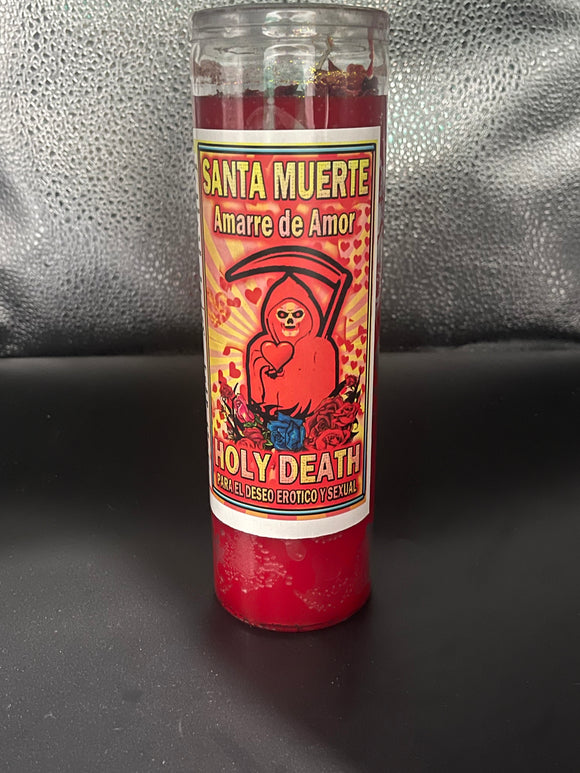 SANTA MUERTE
Amarre de Amor
HOLY DEATH
PARA EL DESEO EROTICO Y SEXUAL